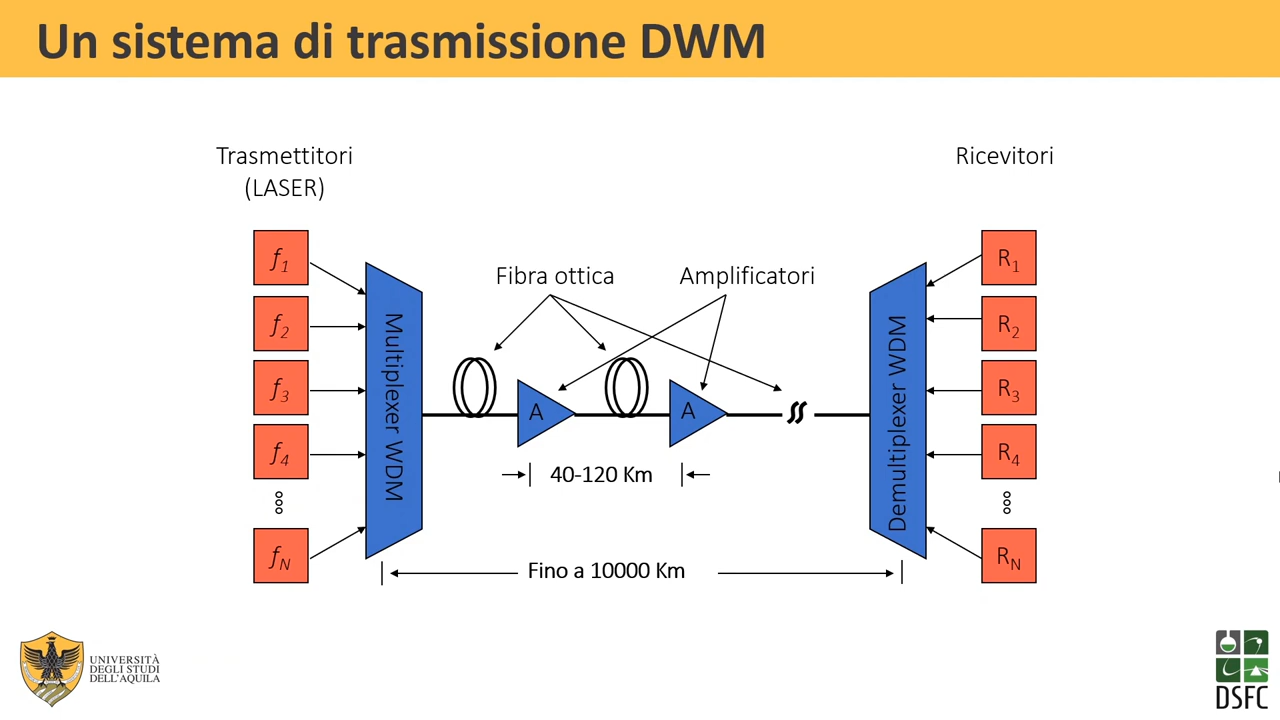 Un sistema di trasmissione DWM
Trasmettitori
(LASER)
Ricevitori
f1
f2
f3
f4
fN
Multiplexer WDM
Fibra ottica
Amplificatori
A
A
40-120 Km
Fino a 10000 Km
Demultiplexer WDM
R1
R2
R3
R4
RN
UNIVERSITÀ
DEGLI STUDI
DELL'AQUILA
DSFC